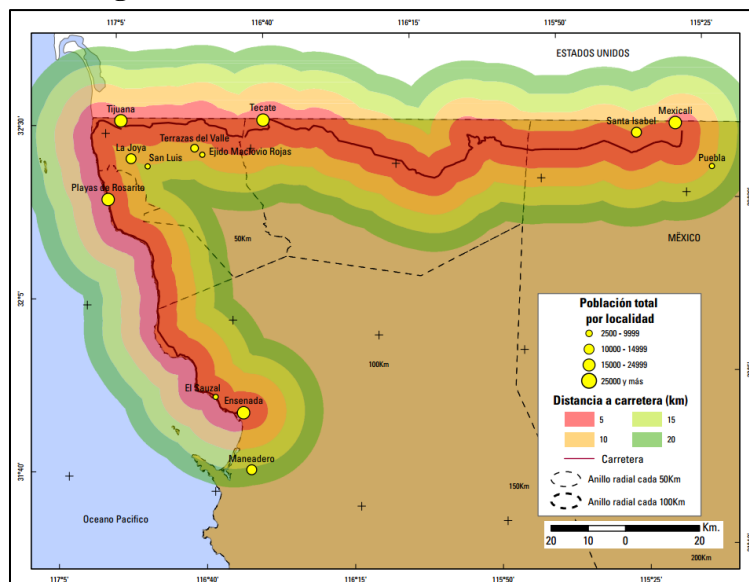 117°5'
116°40'
116°15'
115°50'
115°25'
ESTADOS UNIDOS
Tijuana
Tecate
Mexicali
Santa Isabel
32°30'
Terrazas del Valle
La Joya
Ejido Maclovio Rojas
San Luis
Puebla
Playas de Rosarito
50Km
MËXICO
32°5'
Población total
por localidad
2500 - 9999
10000 - 14999
15000 - 24999
25000 y más
100Km
Distancia a carretera (km)
5
15
10
20
El Sauzal
Ensenada
Carretera
Maneadero
31°40'
Anillo radial cada 50Km
150Km
Anillo radial cada 100Km
Oceano Pacifico
Km.
20
10
0
20
200Km
117°5'
116°40'
116°15'
115°50'
115°25'